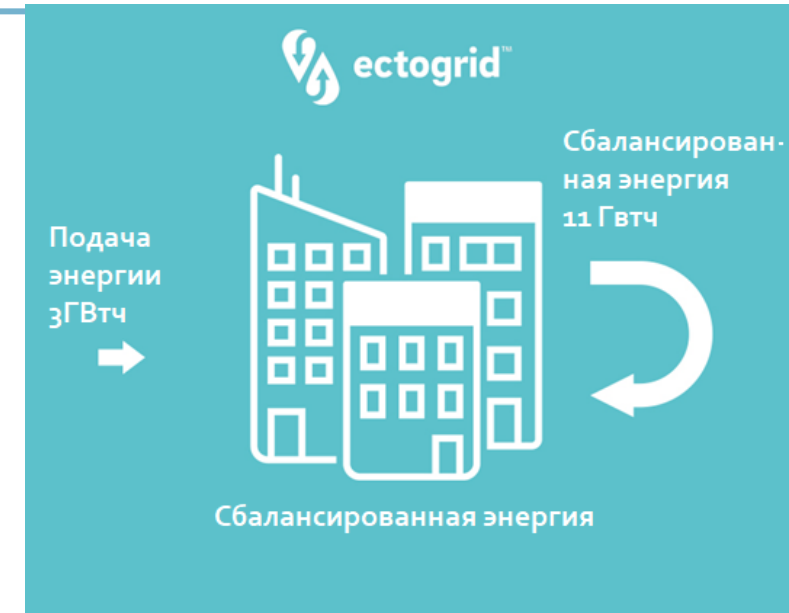 ectogrid™
Сбалансирован-
ная энергия
11 Гвтч
Подача
энергии
3ГВтч
Сбалансированная энергия